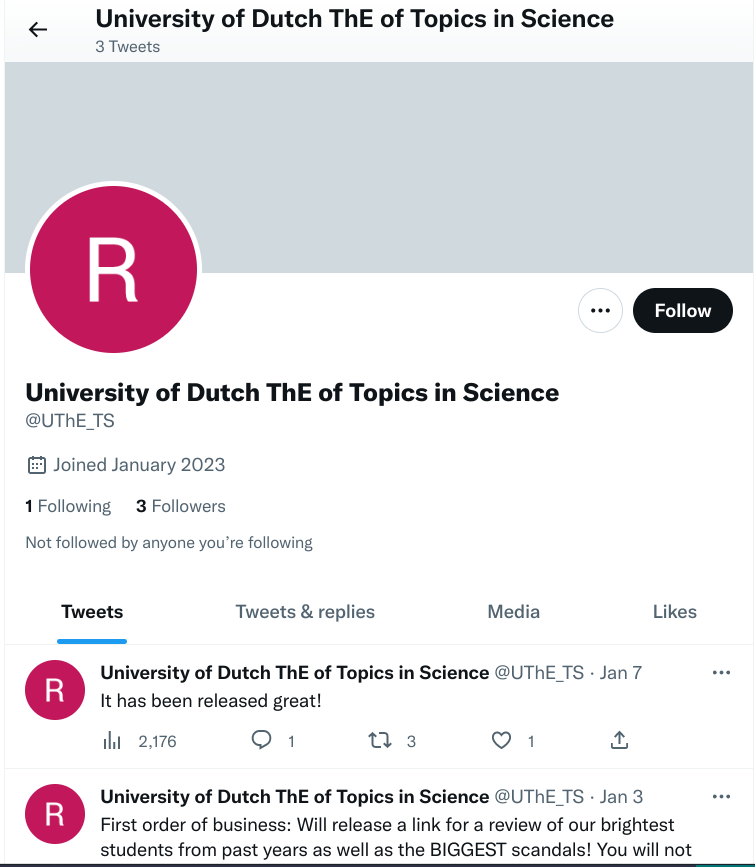 University of Dutch ThE of Topics in Science
3 Tweets
R
Follow
University of Dutch ThE of Topics in Science
@UThE_TS
Joined January 2023
1 Following 3 Followers
Not followed by anyone you’re following
Tweets Tweets & replies Media Likes
R
University of Dutch ThE of Topics in Science @UThE_TS · Jan 7
It has been released great!
2,176 1 3 1
R
University of Dutch ThE of Topics in Science @UThE_TS · Jan 3
First order of business: Will release a link for a review of our brightest
students from past years as well as the BIGGEST scandals! You will not